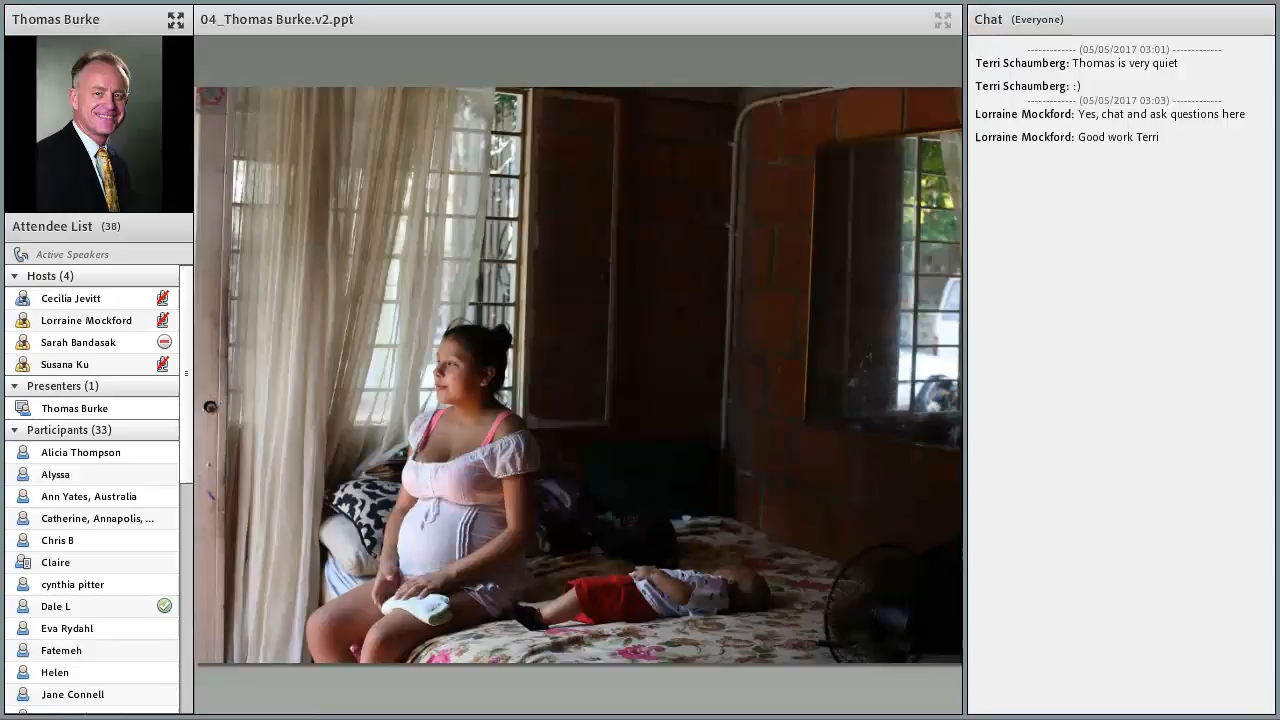 Thomas Burke
04_Thomas Burke.v2.ppt
Chat (Everyone)
------------- (05/05/2017 03:01) -------------
Terri Schaumberg: Thomas is very quiet
Terri Schaumberg: :)
------------- (05/05/2017 03:03) -------------
Lorraine Mockford: Yes, chat and ask questions here
Lorraine Mockford: Good work Terri
Attendee List (38)
Active Speakers
Hosts (4)
Cecilia Jevitt
Lorraine Mockford
Sarah Bandasak
Susana Ku
Presenters (1)
Thomas Burke
Participants (33)
Alicia Thompson
Alyssa
Ann Yates, Australia
Catherine, Annapolis, ...
Chris B
Claire
cynthia pitter
Dale L
Eva Rydahl
Fatemeh
Helen
Jane Connell